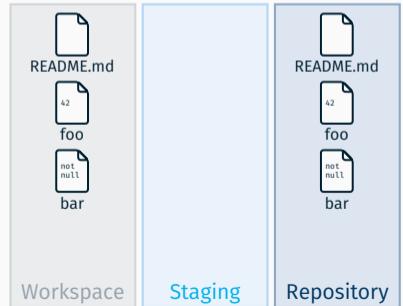 README.md
42
foo
not
null
bar
Workspace
Staging
README.md
42
foo
not
null
bar
Repository